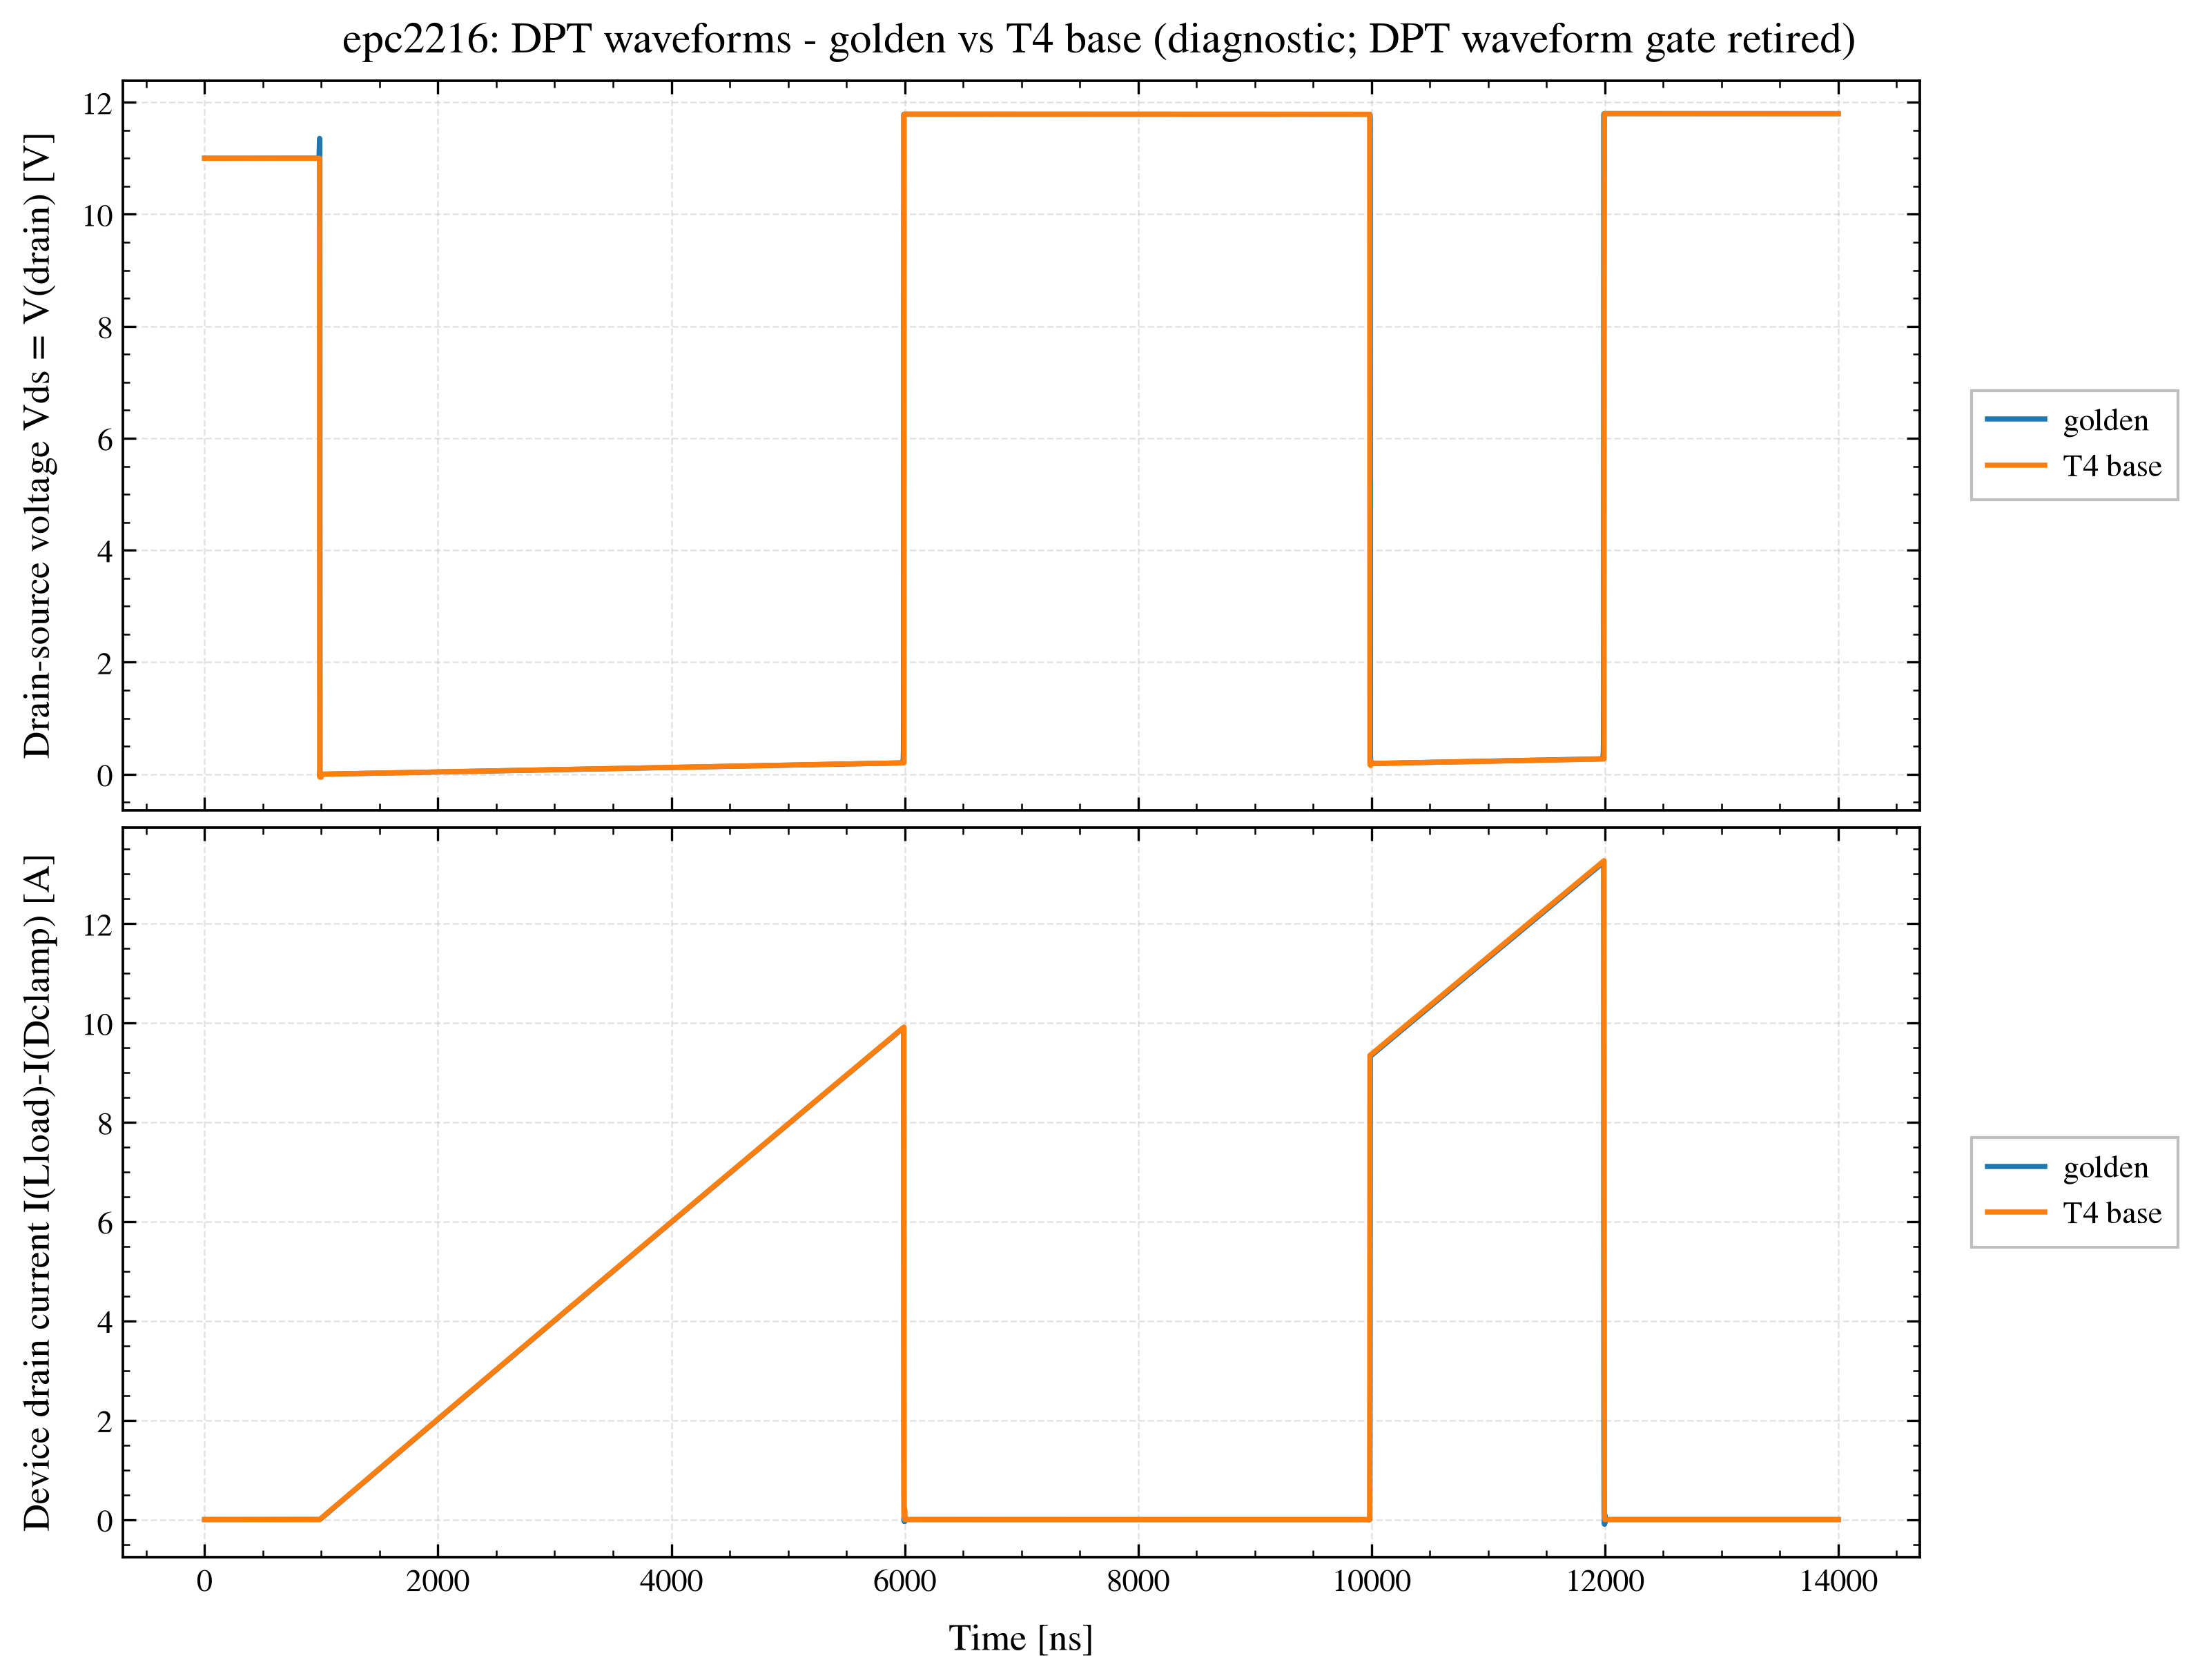 epc2216: DPT waveforms - golden vs T4 base (diagnostic; DPT waveform gate retired)
Drain-source voltage Vds = V(drain) [V]
12
10
8
6
4
2
0
golden
T4 base
Device drain current I(Lload)-I(Dclamp) [A]
12
10
8
6
4
2
0
golden
T4 base
0 2000 4000 6000 8000 10000 12000 14000
Time [ns]